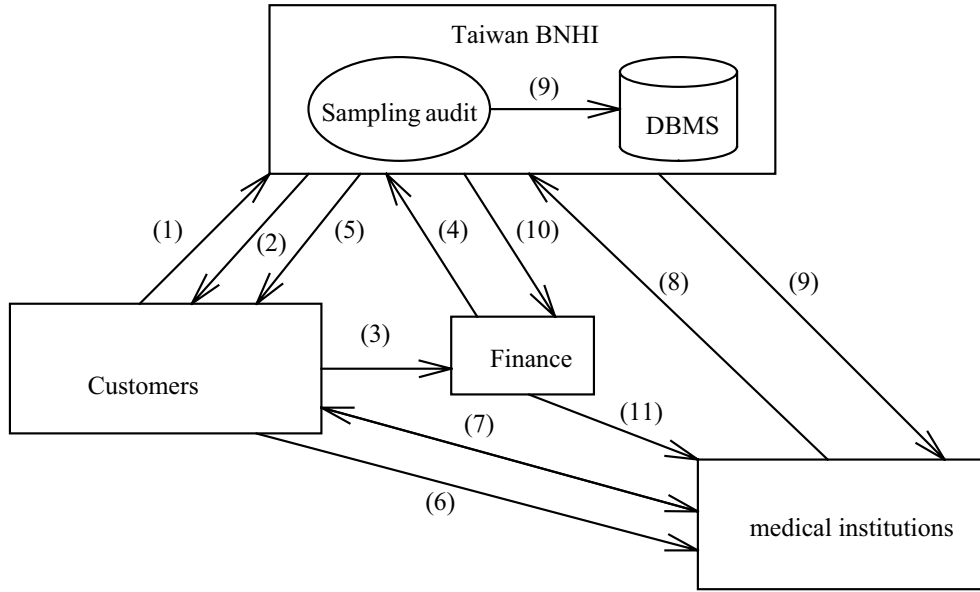 Taiwan BNHI
(9)
Sampling audit
DBMS
(1)
(2)
(5)
(4)
(10)
(8)
(9)
(3)
Finance
Customers
(7)
(11)
(6)
medical institutions